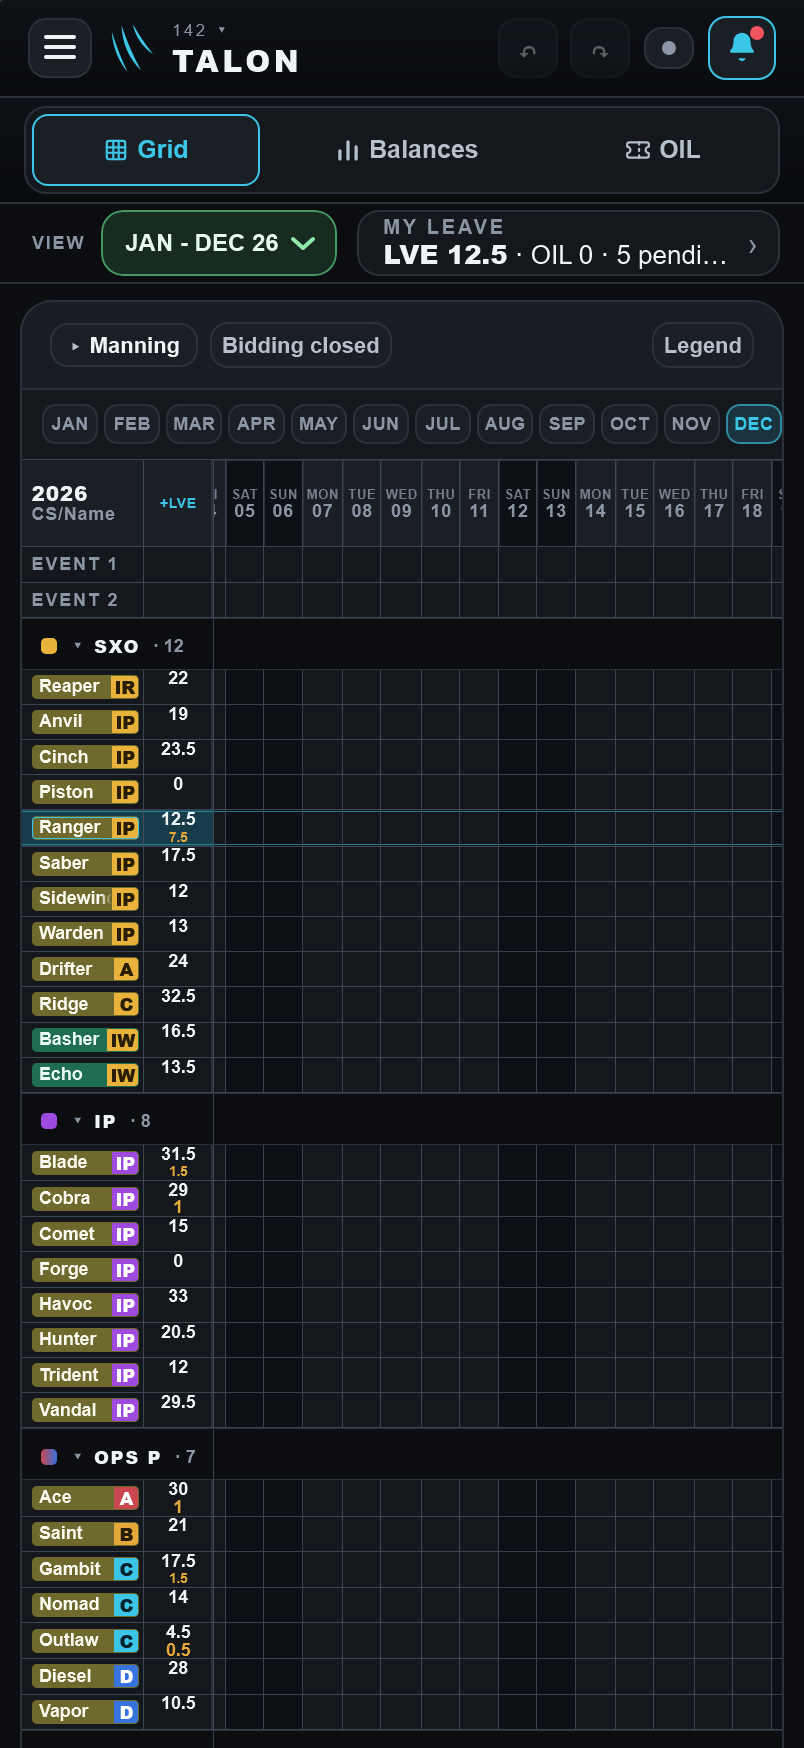 142 ▾
TALON
Grid
Balances
OIL
VIEW
JAN - DEC 26
MY LEAVE
LVE 12.5 · OIL 0 · 5 pendi…
›
▸ Manning
Bidding closed
Legend
JAN FEB MAR APR MAY JUN JUL AUG SEP OCT NOV DEC
2026
CS/Name
+LVE
SAT 05
SUN 06
MON 07
TUE 08
WED 09
THU 10
FRI 11
SAT 12
SUN 13
MON 14
TUE 15
WED 16
THU 17
FRI 18
EVENT 1
EVENT 2
▾ SXO · 12
Reaper IR 22
Anvil IP 19
Cinch IP 23.5
Piston IP 0
Ranger IP 12.5
7.5
Saber IP 17.5
Sidewin IP 12
Warden IP 13
Drifter A 24
Ridge C 32.5
Basher IW 16.5
Echo IW 13.5
▾ IP · 8
Blade IP 31.5
1.5
Cobra IP 29
1
Comet IP 15
Forge IP 0
Havoc IP 33
Hunter IP 20.5
Trident IP 12
Vandal IP 29.5
▾ OPS P · 7
Ace A 30
1
Saint B 21
Gambit C 17.5
1.5
Nomad C 14
Outlaw C 4.5
0.5
Diesel D 28
Vapor D 10.5